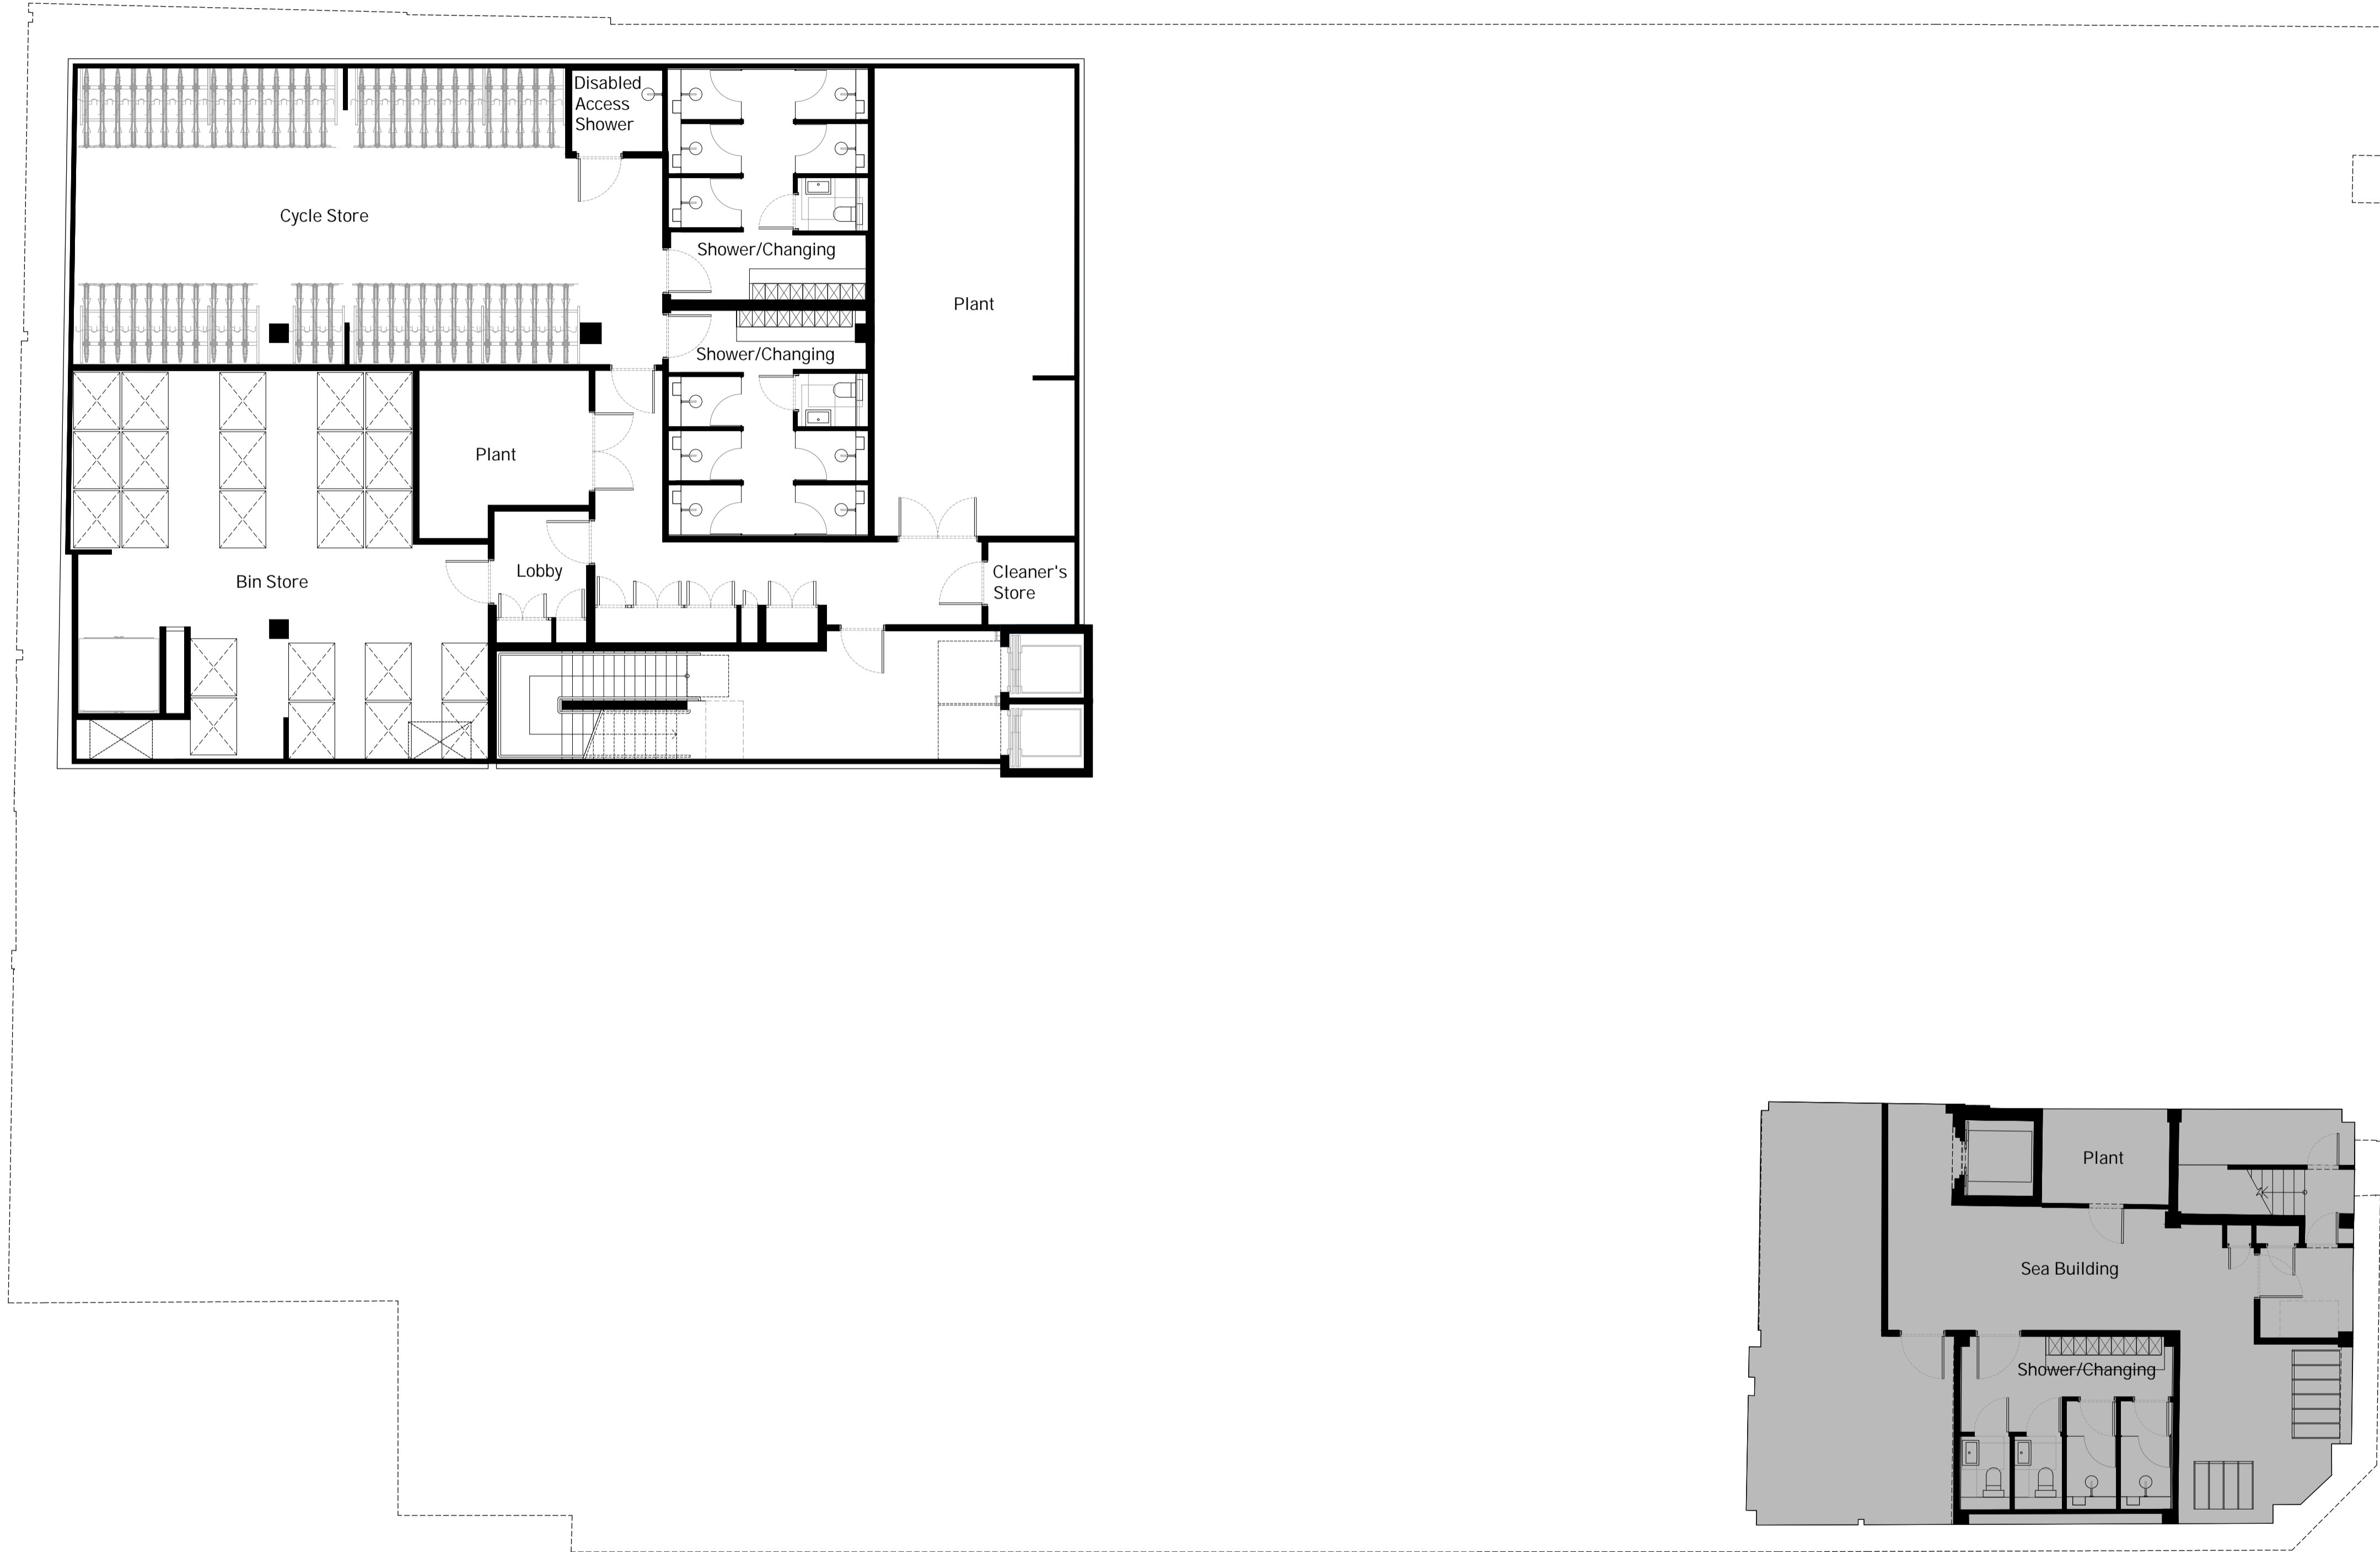 Disabled
Access
Shower
Cycle Store
Shower/Changing
Plant
Shower/Changing
Plant
Lobby
Bin Store
Cleaner's
Store
Plant
Sea Building
Shower/Changing